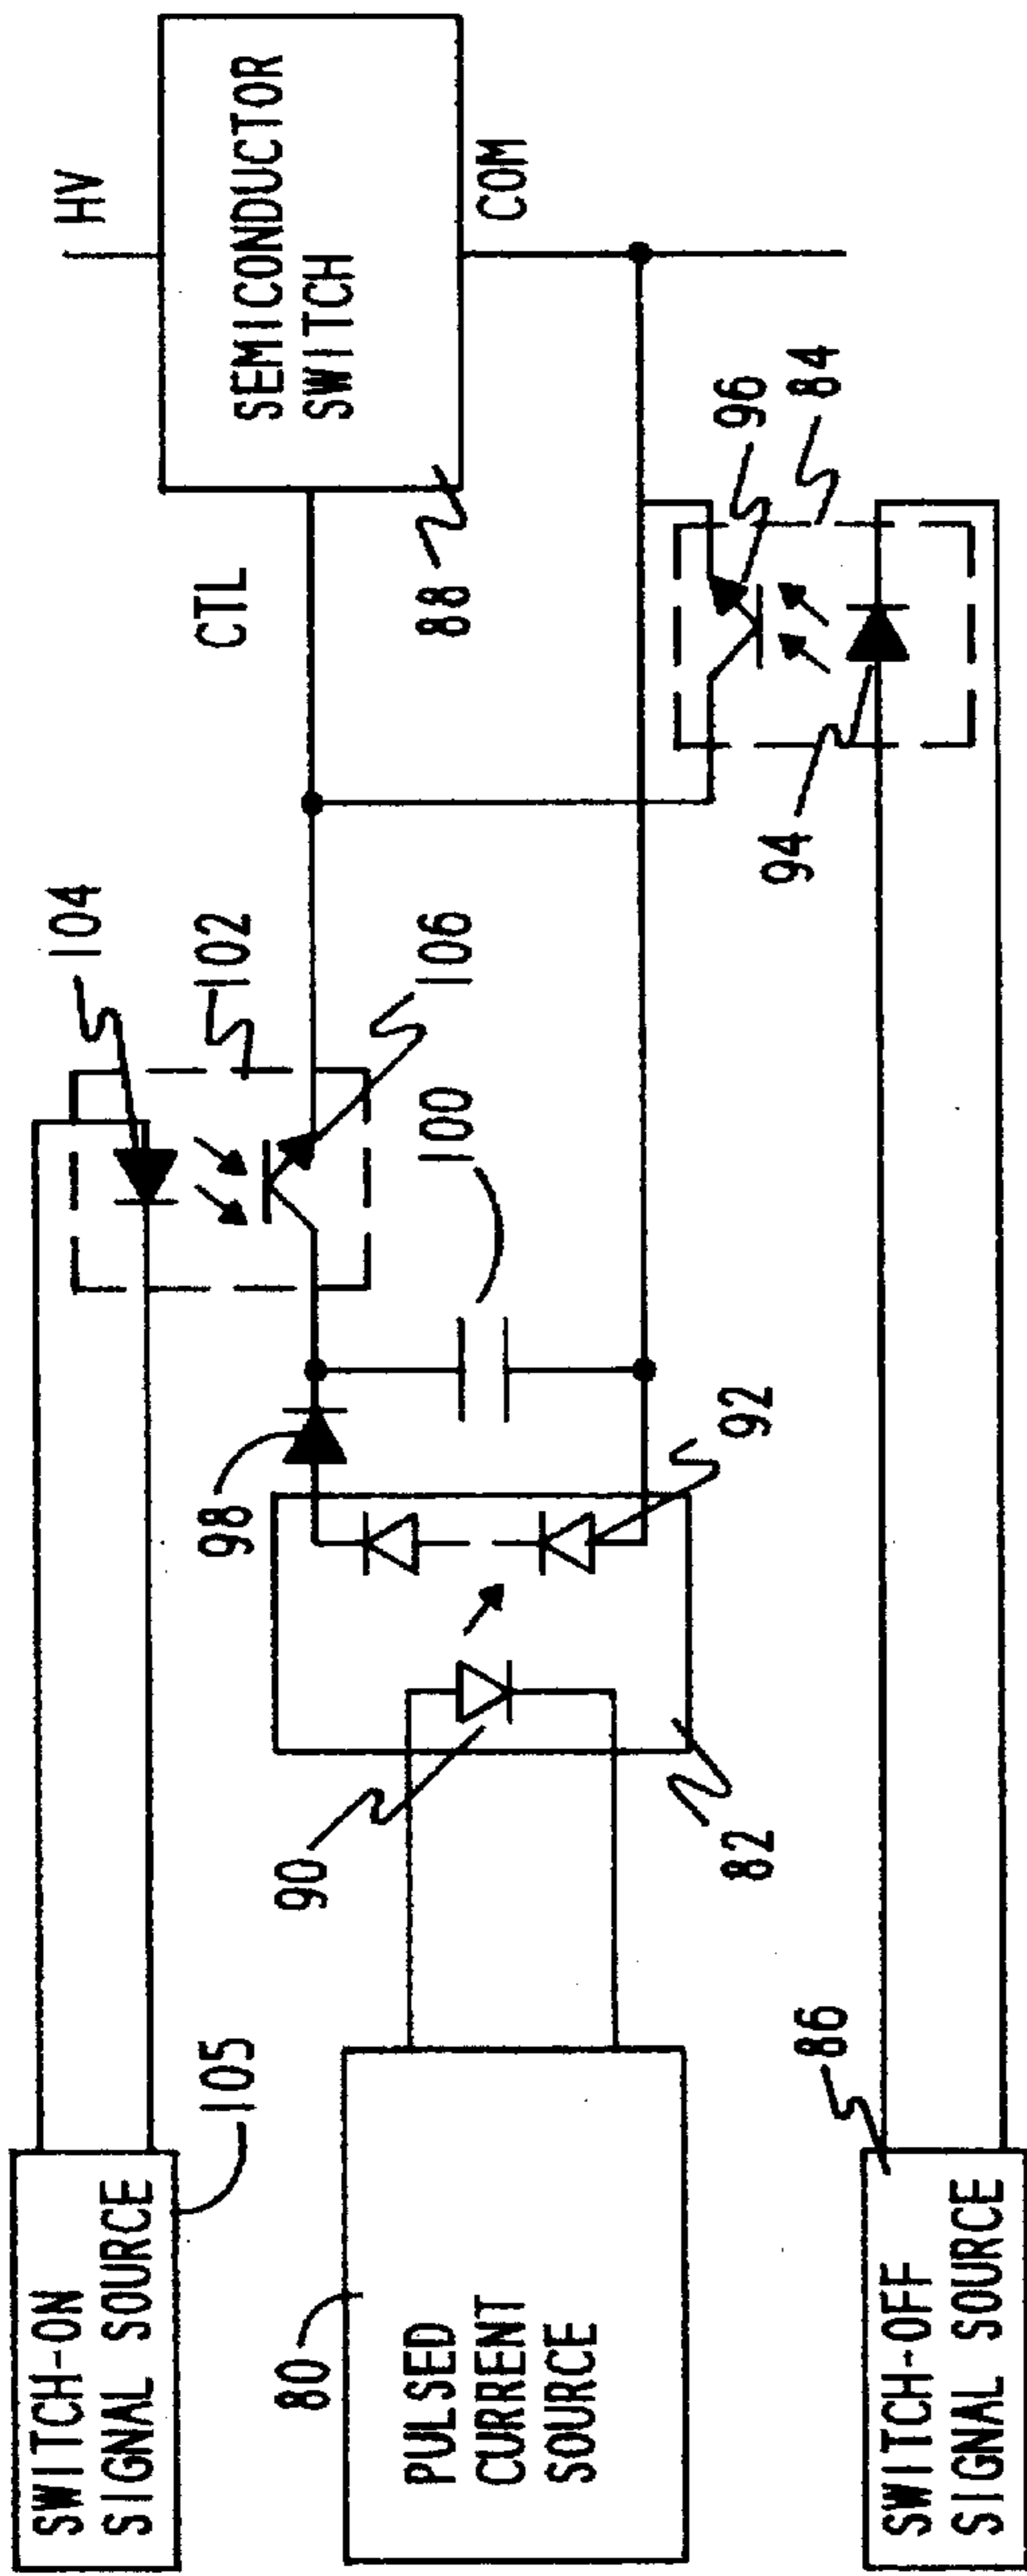 SWITCH-ON
SIGNAL SOURCE
105
104
102
106
HV
SEMICONDUCTOR
SWITCH
CTL
COM
88
80
PULSED
CURRENT
SOURCE
90
82
98
92
100
96
84
94
86
SWITCH-OFF
SIGNAL SOURCE